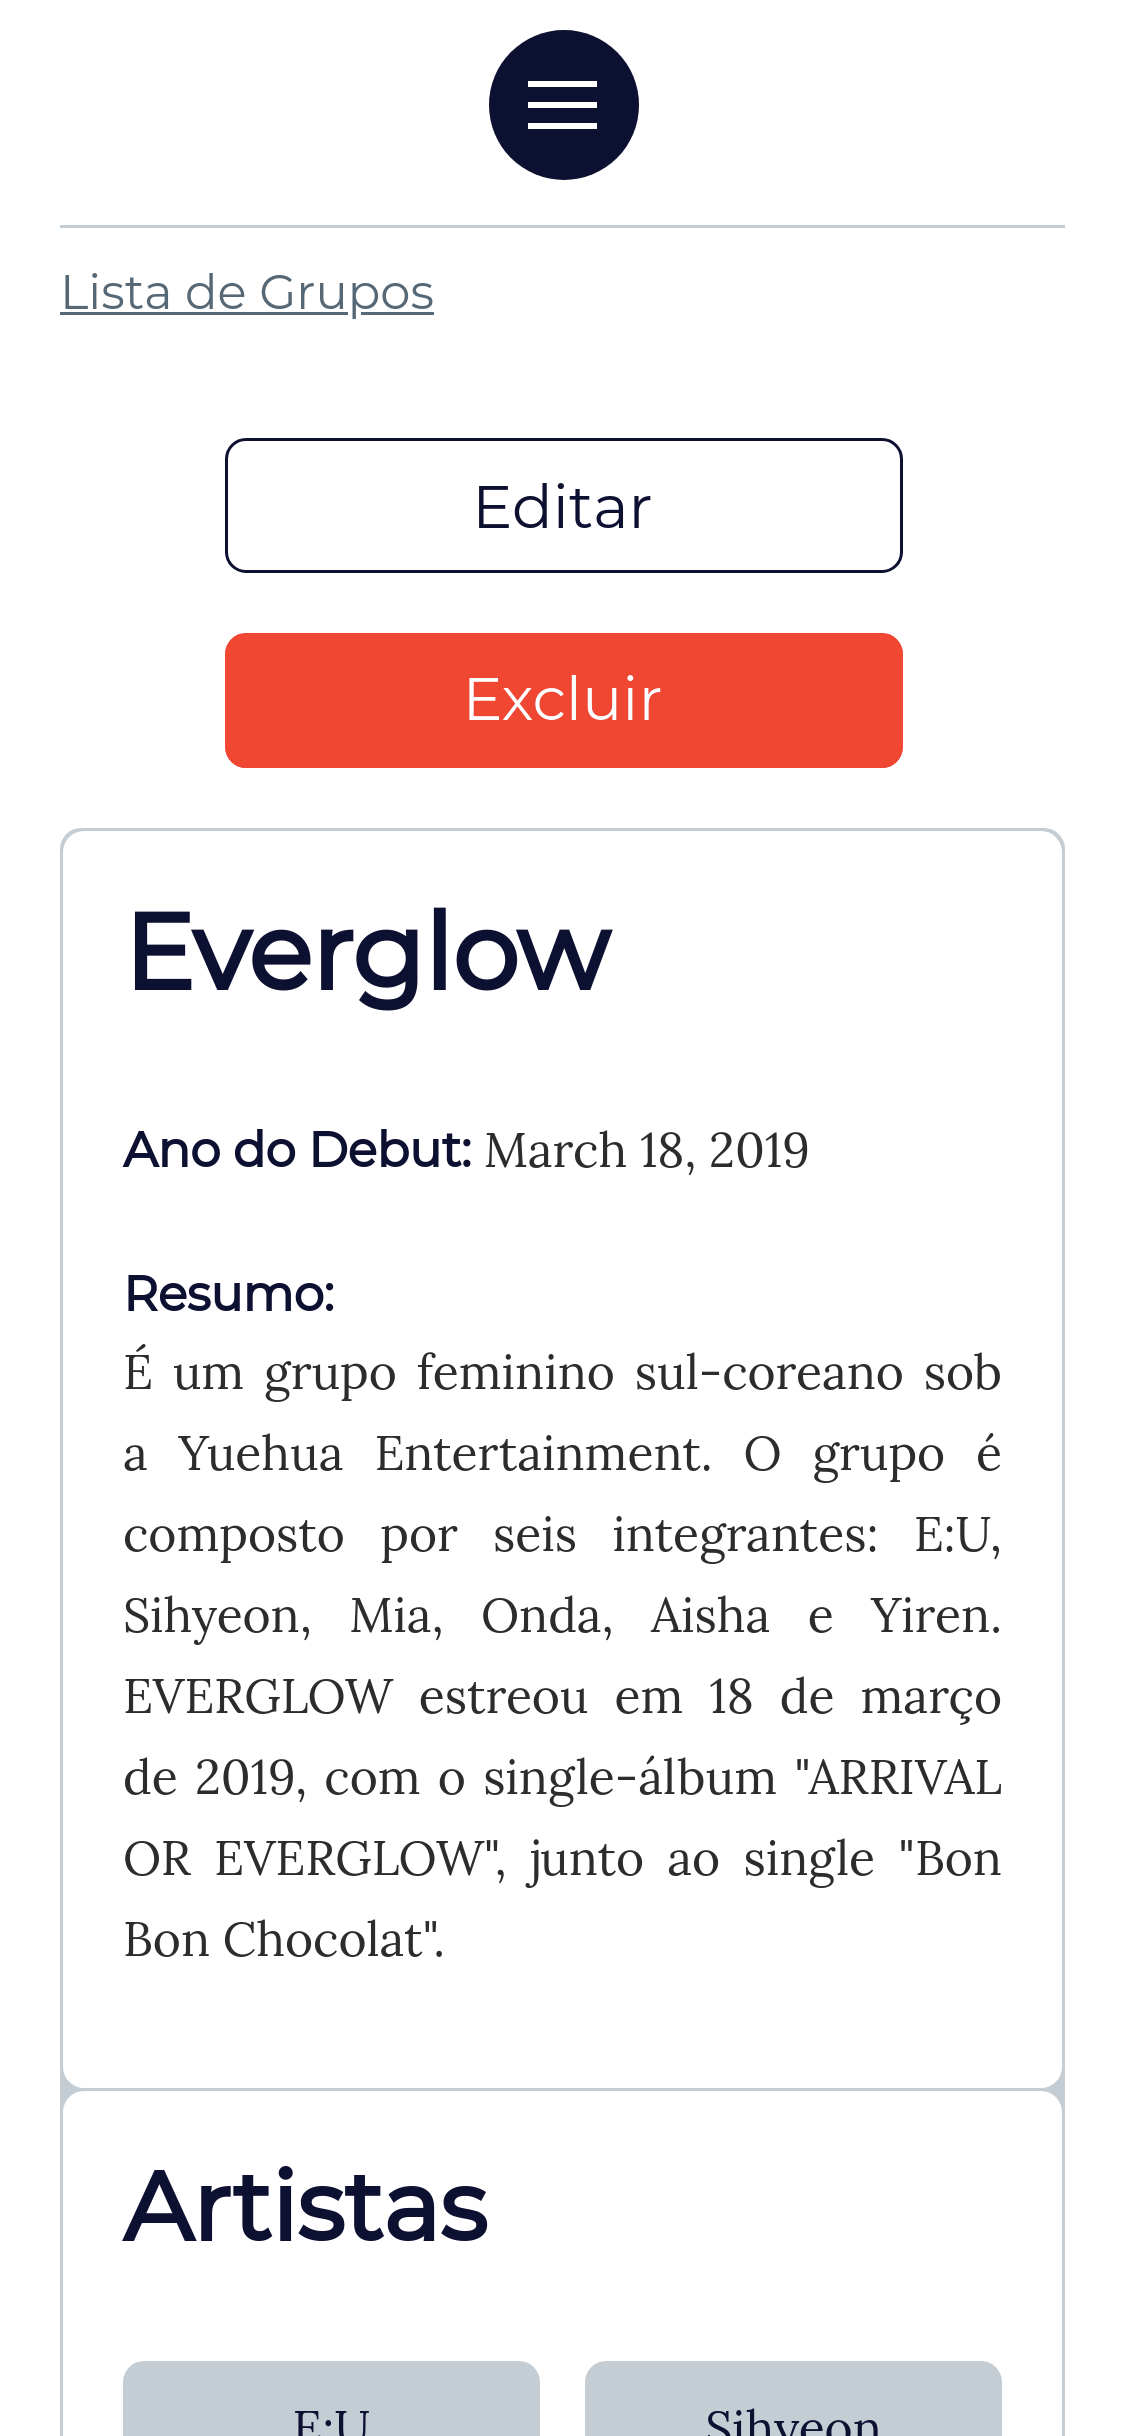 Lista de Grupos
Editar
Excluir
Everglow
Ano do Debut: March 18, 2019
Resumo:
É um grupo feminino sul-coreano sob
a Yuehua Entertainment. O grupo é
composto por seis integrantes: E:U,
Sihyeon, Mia, Onda, Aisha e Yiren.
EVERGLOW estreou em 18 de março
de 2019, com o single-álbum "ARRIVAL
OR EVERGLOW", junto ao single "Bon
Bon Chocolat".
Artistas
E:U Sihyeon